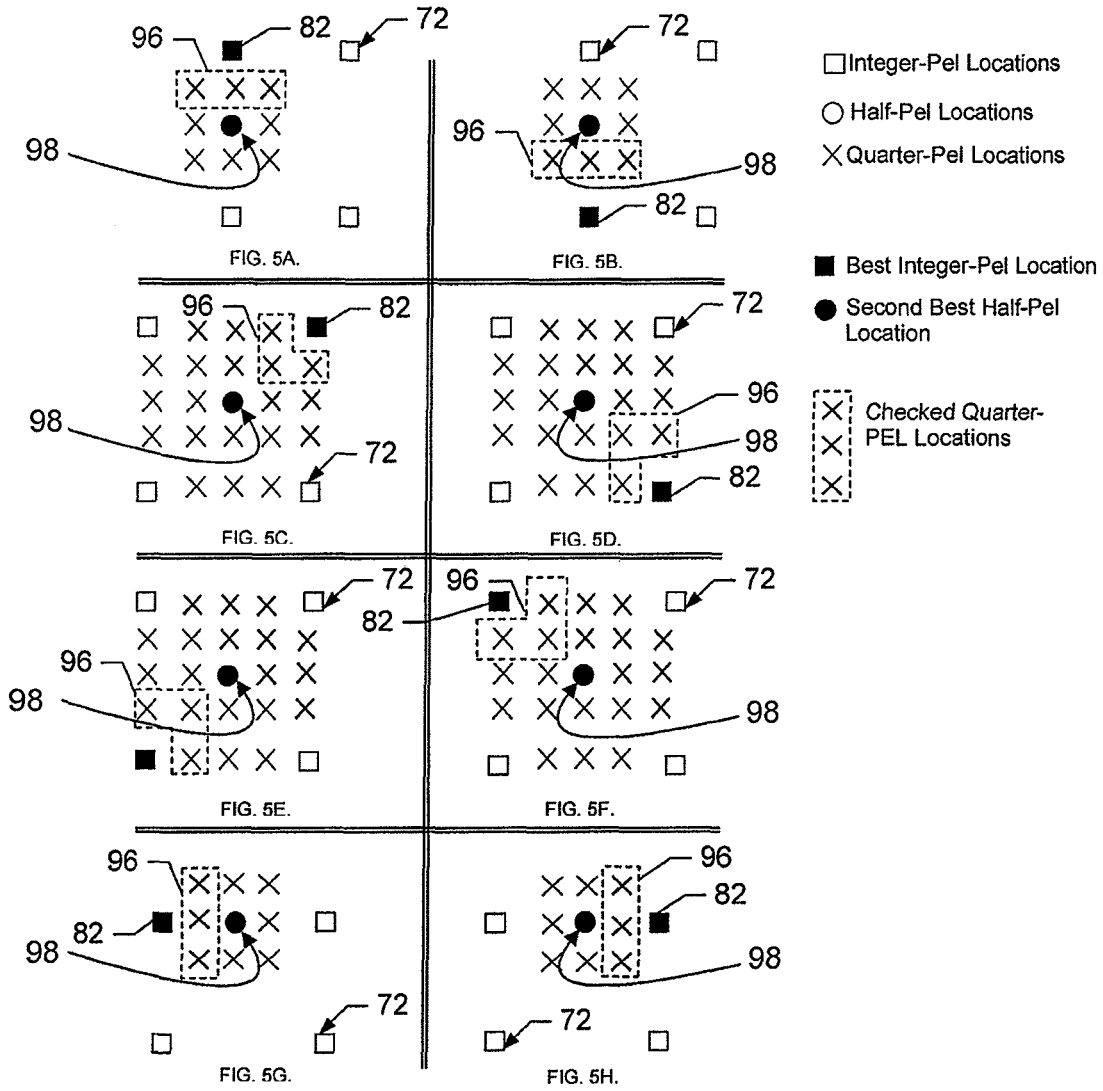 96
82
72
98
FIG. 5A.
72
96
98
82
FIG. 5B.
Integer-Pel Locations
Half-Pel Locations
Quarter-Pel Locations
Best Integer-Pel Location
Second Best Half-Pel
Location
Checked Quarter-
PEL Locations
96
82
98
72
FIG. 5C.
72
96
98
82
FIG. 5D.
72
96
98
FIG. 5E.
96
72
82
98
FIG. 5F.
96
82
98
72
FIG. 5G.
96
82
98
72
FIG. 5H.